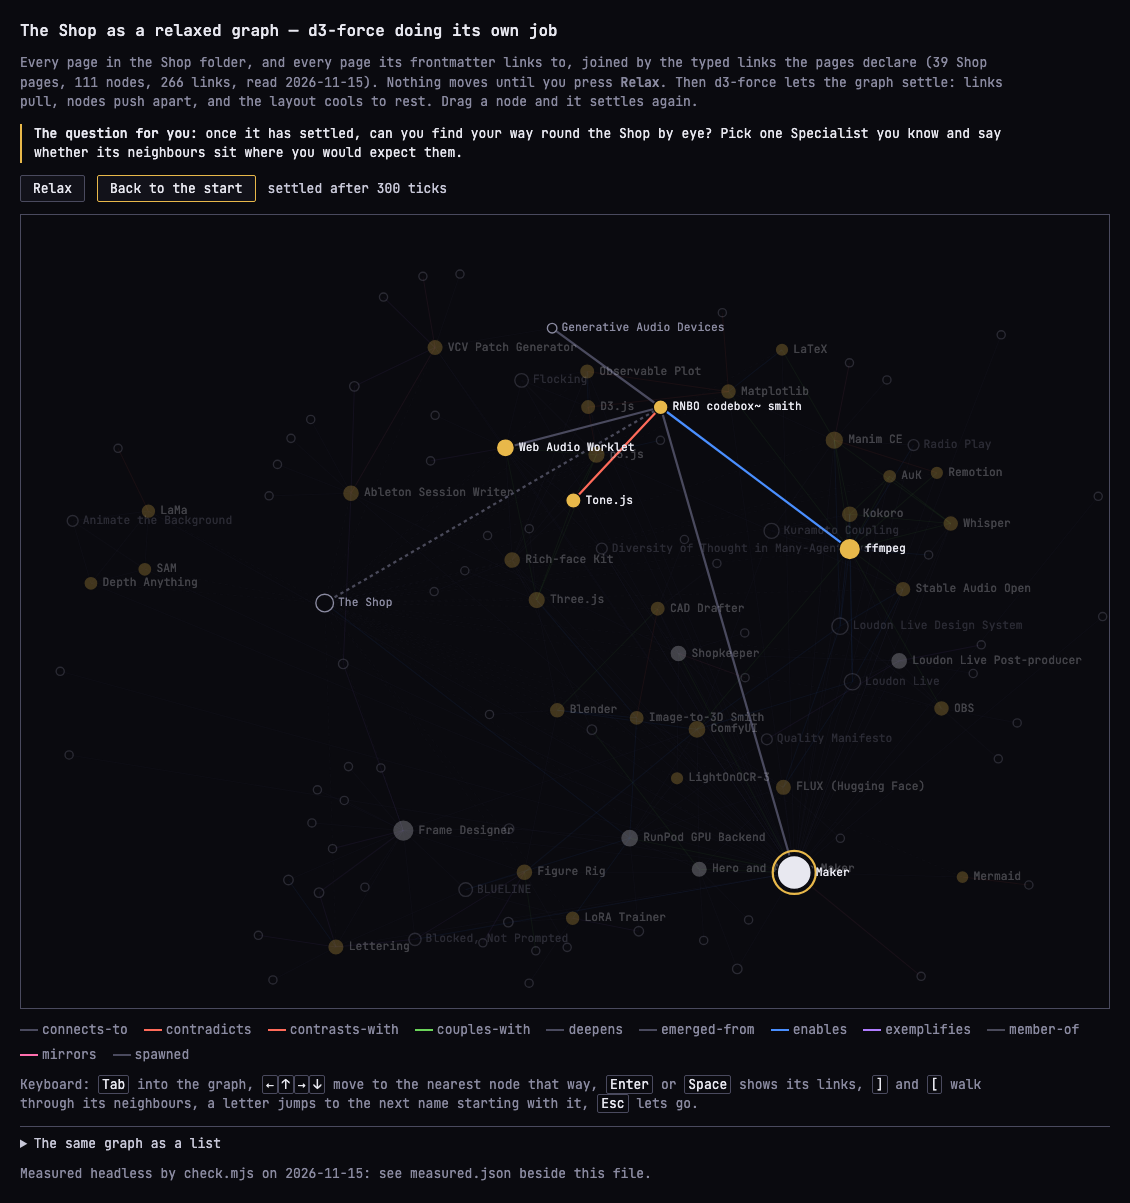 The Shop as a relaxed graph — d3-force doing its own job
Every page in the Shop folder, and every page its frontmatter links to, joined by the typed links the pages declare (39 Shop
pages, 111 nodes, 266 links, read 2026-11-15). Nothing moves until you press Relax. Then d3-force lets the graph settle: links
pull, nodes push apart, and the layout cools to rest. Drag a node and it settles again.
The question for you: once it has settled, can you find your way round the Shop by eye? Pick one Specialist you know and say
whether its neighbours sit where you would expect them.
Relax Back to the start settled after 300 ticks
Generative Audio Devices
VCV Patch Generator
LaTeX
Observable Plot
Flocking
Matplotlib
D3.js
RNBO codebox~ smith
Manim CE
Radio Play
Web Audio Worklet
p5.js
AuK
Remotion
Ableton Session Writer
Tone.js
LaMa
Kokoro
Animate the Background
Whisper
Kuramoto Coupling
Diversity of Thought in Many-Agen
ffmpeg
Rich-face Kit
SAM
Depth Anything
Stable Audio Open
Three.js
The Shop
CAD Drafter
Loudon Live Design System
Shopkeeper
Loudon Live Post-producer
Loudon Live
Blender
OBS
Image-to-3D Smith
ComfyUI
Quality Manifesto
LightOnOCR-3
FLUX (Hugging Face)
Frame Designer
RunPod GPU Backend
Hero and
Maker
Maker
Figure Rig
Mermaid
BLUELINE
LoRA Trainer
Blocked, Not Prompted
Lettering
connects-to contradicts contrasts-with couples-with deepens emerged-from enables exemplifies member-of
mirrors spawned
Keyboard: Tab into the graph, ← ↑ → ↓ move to the nearest node that way, Enter or Space shows its links, ] and [ walk
through its neighbours, a letter jumps to the next name starting with it, Esc lets go.
▶ The same graph as a list
Measured headless by check.mjs on 2026-11-15: see measured.json beside this file.